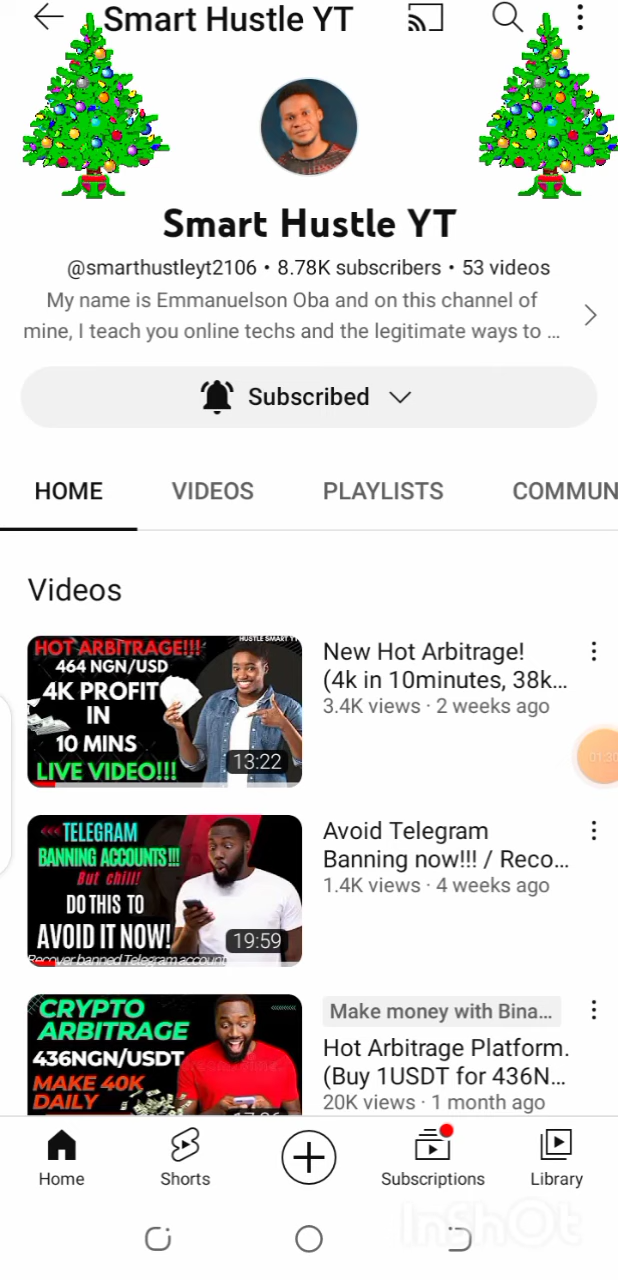 Smart Hustle YT
Smart Hustle YT
@smarthustleyt2106 • 8.78K subscribers • 53 videos
My name is Emmanuelson Oba and on this channel of
mine, I teach you online techs and the legitimate ways to ...
Subscribed
HOME VIDEOS PLAYLISTS COMMUN
Videos
HUSTLE SMART YT
HOT ARBITRAGE!!!
464 NGN/USD
4K PROFIT
IN
10 MINS
LIVE VIDEO!!!
13:22
New Hot Arbitrage!
(4k in 10minutes, 38k...
3.4K views · 2 weeks ago
01:30
<<< TELEGRAM
BANNING ACCOUNTS!!!
But chill!
DO THIS TO
AVOID IT NOW!
Recover banned Telegram account
19:59
Avoid Telegram
Banning now!!! / Reco...
1.4K views · 4 weeks ago
CRYPTO
ARBITRAGE
436NGN/USDT
MAKE 40K
DAILY
Make money with Bina...
Hot Arbitrage Platform.
(Buy 1USDT for 436N...
20K views · 1 month ago
Home Shorts Subscriptions Library
InShOt